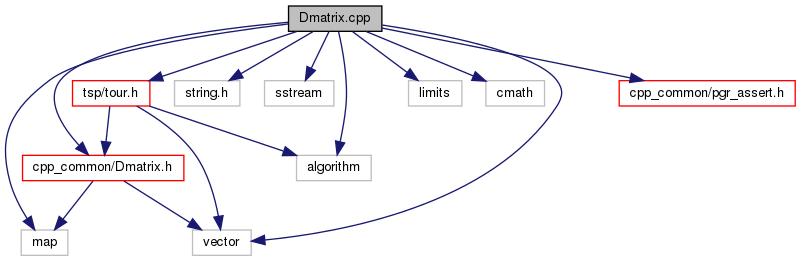 Dmatrix.cpp
tsp/tour.h
string.h
sstream
limits
cmath
cpp_common/pgr_assert.h
cpp_common/Dmatrix.h
algorithm
map
vector